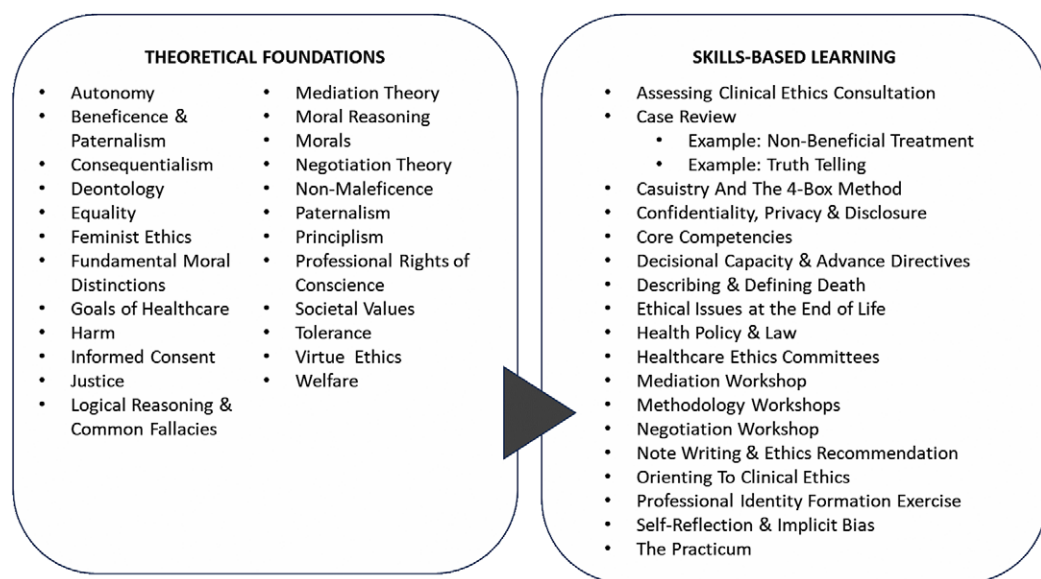 THEORETICAL FOUNDATIONS
• Autonomy
• Beneficence &
Paternalism
• Consequentialism
• Deontology
• Equality
• Feminist Ethics
• Fundamental Moral
Distinctions
• Goals of Healthcare
• Harm
• Informed Consent
• Justice
• Logical Reasoning &
Common Fallacies
• Mediation Theory
• Moral Reasoning
• Morals
• Negotiation Theory
• Non-Maleficence
• Paternalism
• Principlism
• Professional Rights of
Conscience
• Societal Values
• Tolerance
• Virtue Ethics
• Welfare
SKILLS-BASED LEARNING
• Assessing Clinical Ethics Consultation
• Case Review
• Example: Non-Beneficial Treatment
• Example: Truth Telling
• Casuistry And The 4-Box Method
• Confidentiality, Privacy & Disclosure
• Core Competencies
• Decisional Capacity & Advance Directives
• Describing & Defining Death
• Ethical Issues at the End of Life
• Health Policy & Law
• Healthcare Ethics Committees
• Mediation Workshop
• Methodology Workshops
• Negotiation Workshop
• Note Writing & Ethics Recommendation
• Orienting To Clinical Ethics
• Professional Identity Formation Exercise
• Self-Reflection & Implicit Bias
• The Practicum